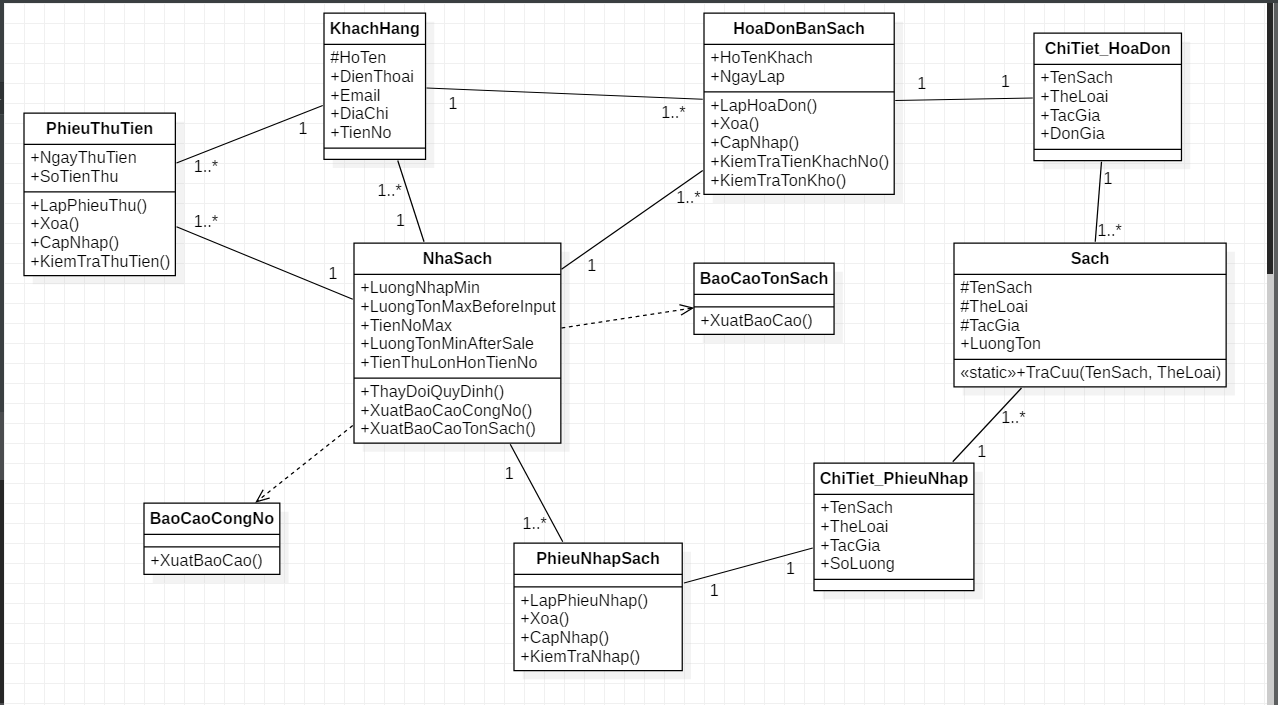 KhachHang
#HoTen
+DienThoai
+Email
+DiaChi
+TienNo
HoaDonBanSach
+HoTenKhach
+NgayLap
+LapHoaDon()
+Xoa()
+CapNhap()
+KiemTraTienKhachNo()
+KiemTraTonKho()
ChiTiet_HoaDon
+TenSach
+TheLoai
+TacGia
+DonGia
PhieuThuTien
+NgayThuTien
+SoTienThu
+LapPhieuThu()
+Xoa()
+CapNhap()
+KiemTraThuTien()
1
1..*
1
1..*
1
1
1..*
1
1..*
1
1..*
1
1
1..*
NhaSach
+LuongNhapMin
+LuongTonMaxBeforeInput
+TienNoMax
+LuongTonMinAfterSale
+TienThuLonHonTienNo
+ThayDoiQuyDinh()
+XuatBaoCaoCongNo()
+XuatBaoCaoTonSach()
BaoCaoTonSach
+XuatBaoCao()
Sach
#TenSach
#TheLoai
#TacGia
+LuongTon
«static»+TraCuu(TenSach, TheLoai)
1..*
1
1
1..*
BaoCaoCongNo
+XuatBaoCao()
ChiTiet_PhieuNhap
+TenSach
+TheLoai
+TacGia
+SoLuong
PhieuNhapSach
+LapPhieuNhap()
+Xoa()
+CapNhap()
+KiemTraNhap()
1
1